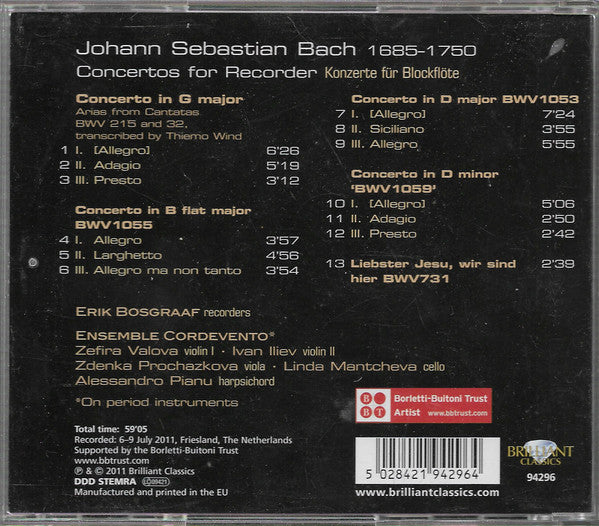 Johann Sebastian Bach 1685-1750
Concertos for Recorder Konzerte für Blockflöte
Concerto in G major
Arias from Cantatas
BWV 215 and 32,
transcribed by Thiemo Wind
1 I. [Allegro] 6'26
2 II. Adagio 5'19
3 III. Presto 3'12
Concerto in B flat major
BWV1055
4 I. Allegro 3'57
5 II. Larghetto 4'56
6 III. Allegro ma non tanto 3'54
Concerto in D major BWV1053
7 I. [Allegro] 7'24
8 II. Siciliano 3'55
9 III. Allegro 5'55
Concerto in D minor
'BWV1059'
10 I. [Allegro] 5'06
11 II. Adagio 2'50
12 III. Presto 2'42
13 Liebster Jesu, wir sind 2'39
hier BWV731
Erik Bosgraaf recorders
Ensemble Cordevento*
Zefira Valova violin I · Ivan Iliev violin II
Zdenka Prochazkova viola · Linda Mantcheva cello
Alessandro Pianu harpsichord
*On period instruments
Total time: 59'05
Recorded: 6–9 July 2011, Friesland, The Netherlands
Supported by the Borletti-Buitoni Trust
www.bbtrust.com
℗ & © 2011 Brilliant Classics
DDD STEMRA LC09421
Manufactured and printed in the EU
B B T
Borletti-Buitoni Trust
Artist www.bbtrust.com
5 028421 942964
www.brilliantclassics.com
BRILLIANT
CLASSICS
94296